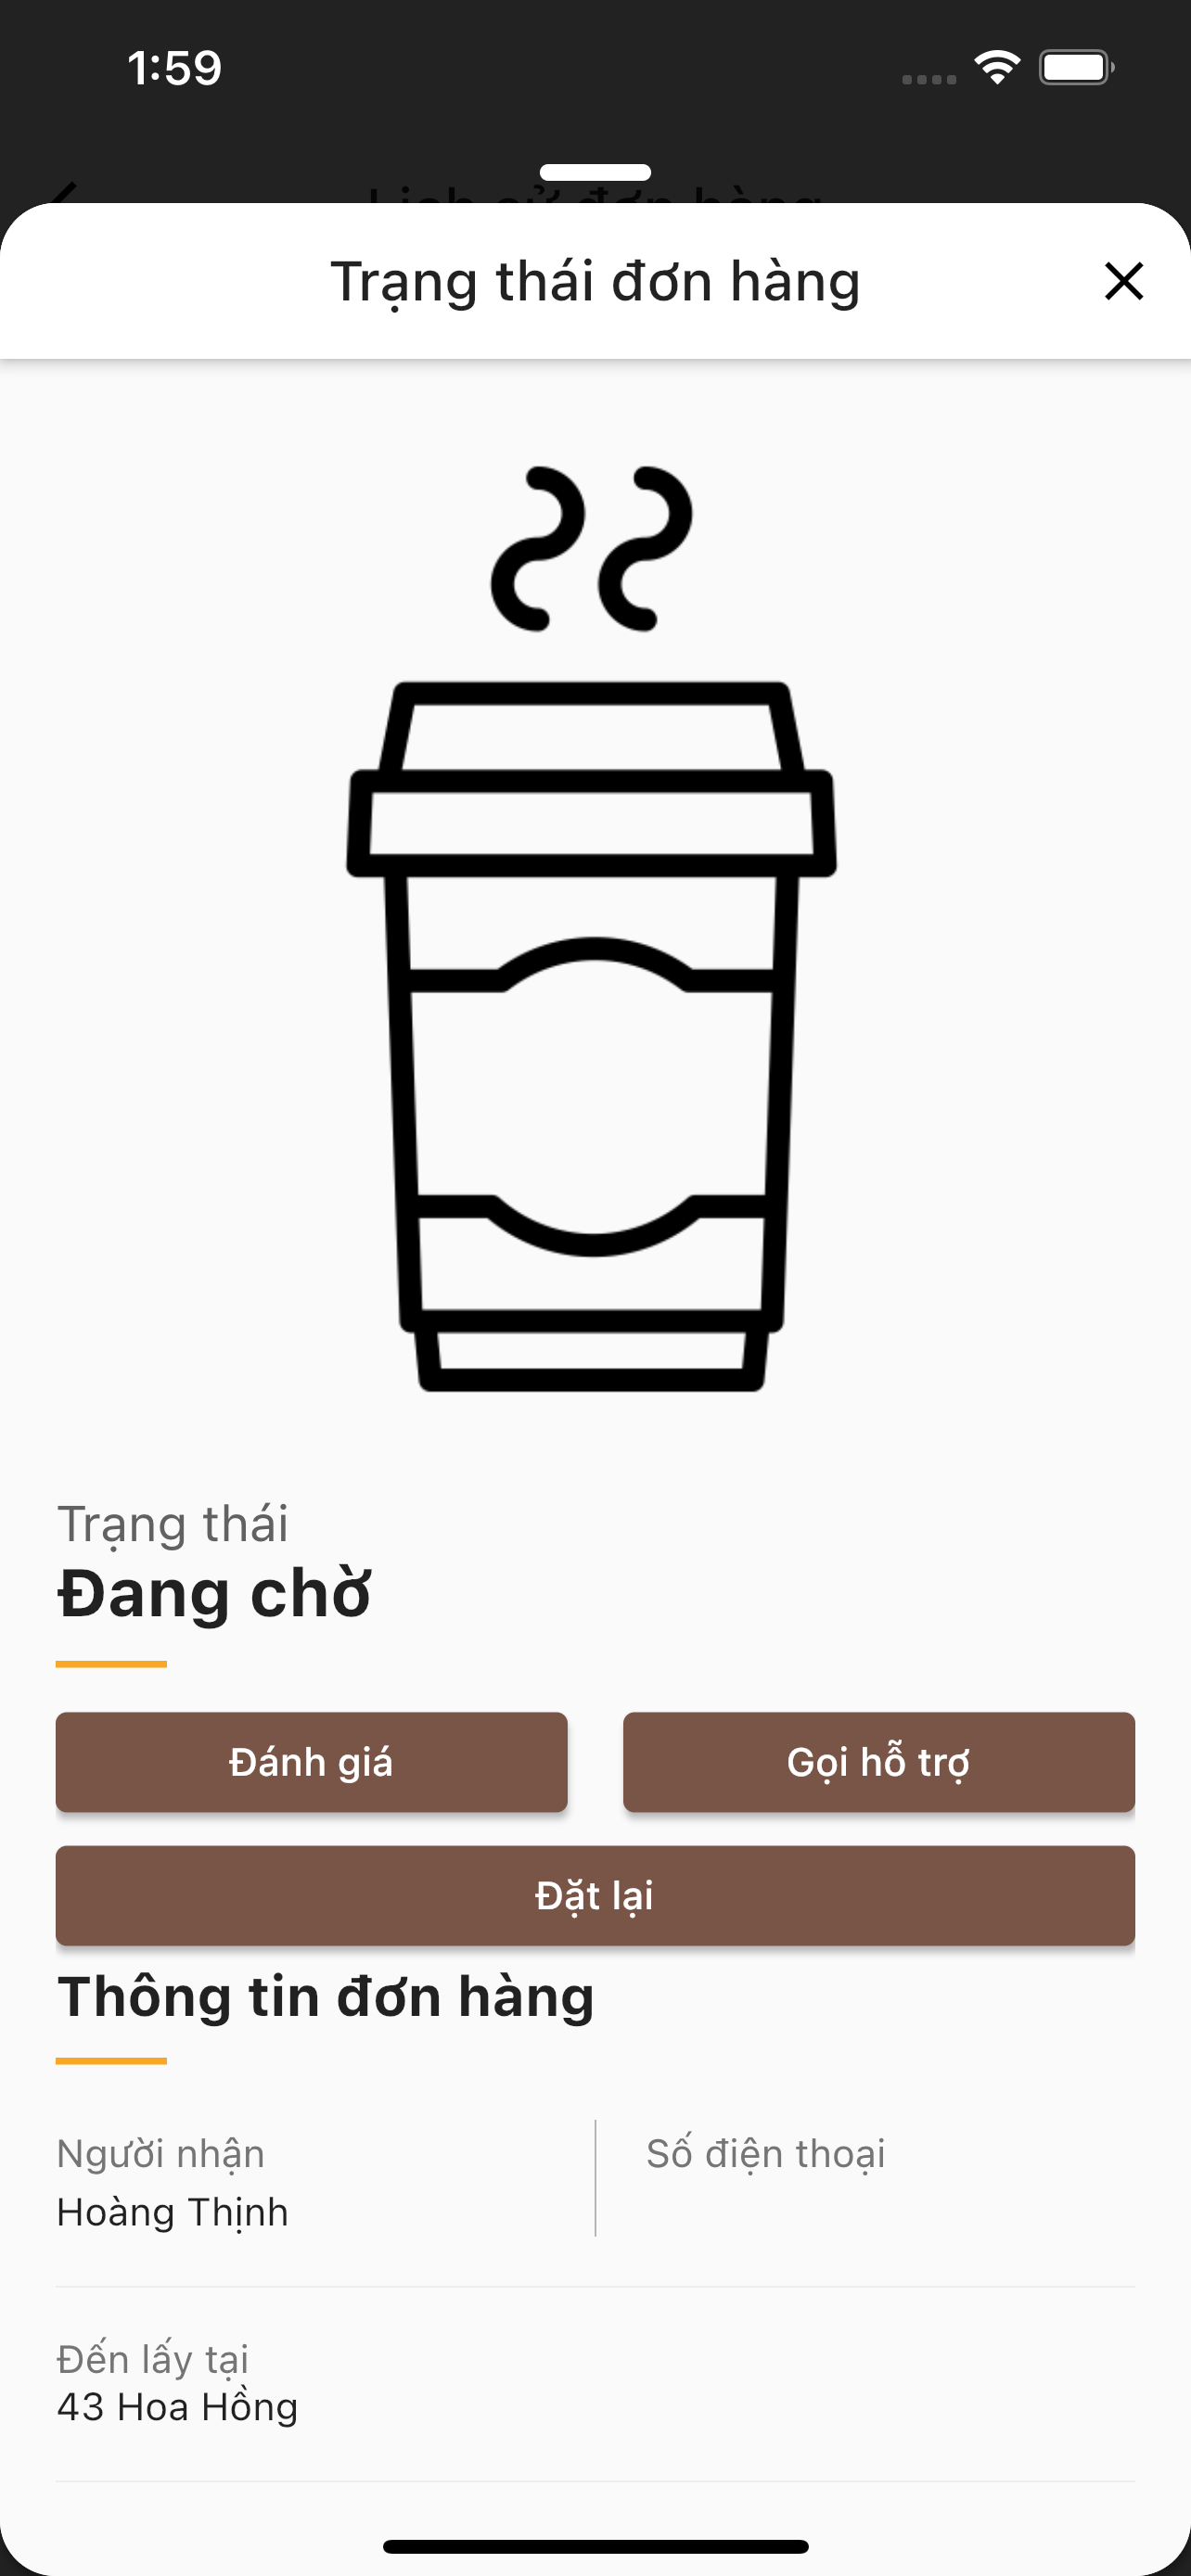 1:59
Lịch sử đơn hàng
Trạng thái đơn hàng
Trạng thái
Đang chờ
Đánh giá
Gọi hỗ trợ
Đặt lại
Thông tin đơn hàng
Người nhận
Số điện thoại
Hoàng Thịnh
Đến lấy tại
43 Hoa Hồng